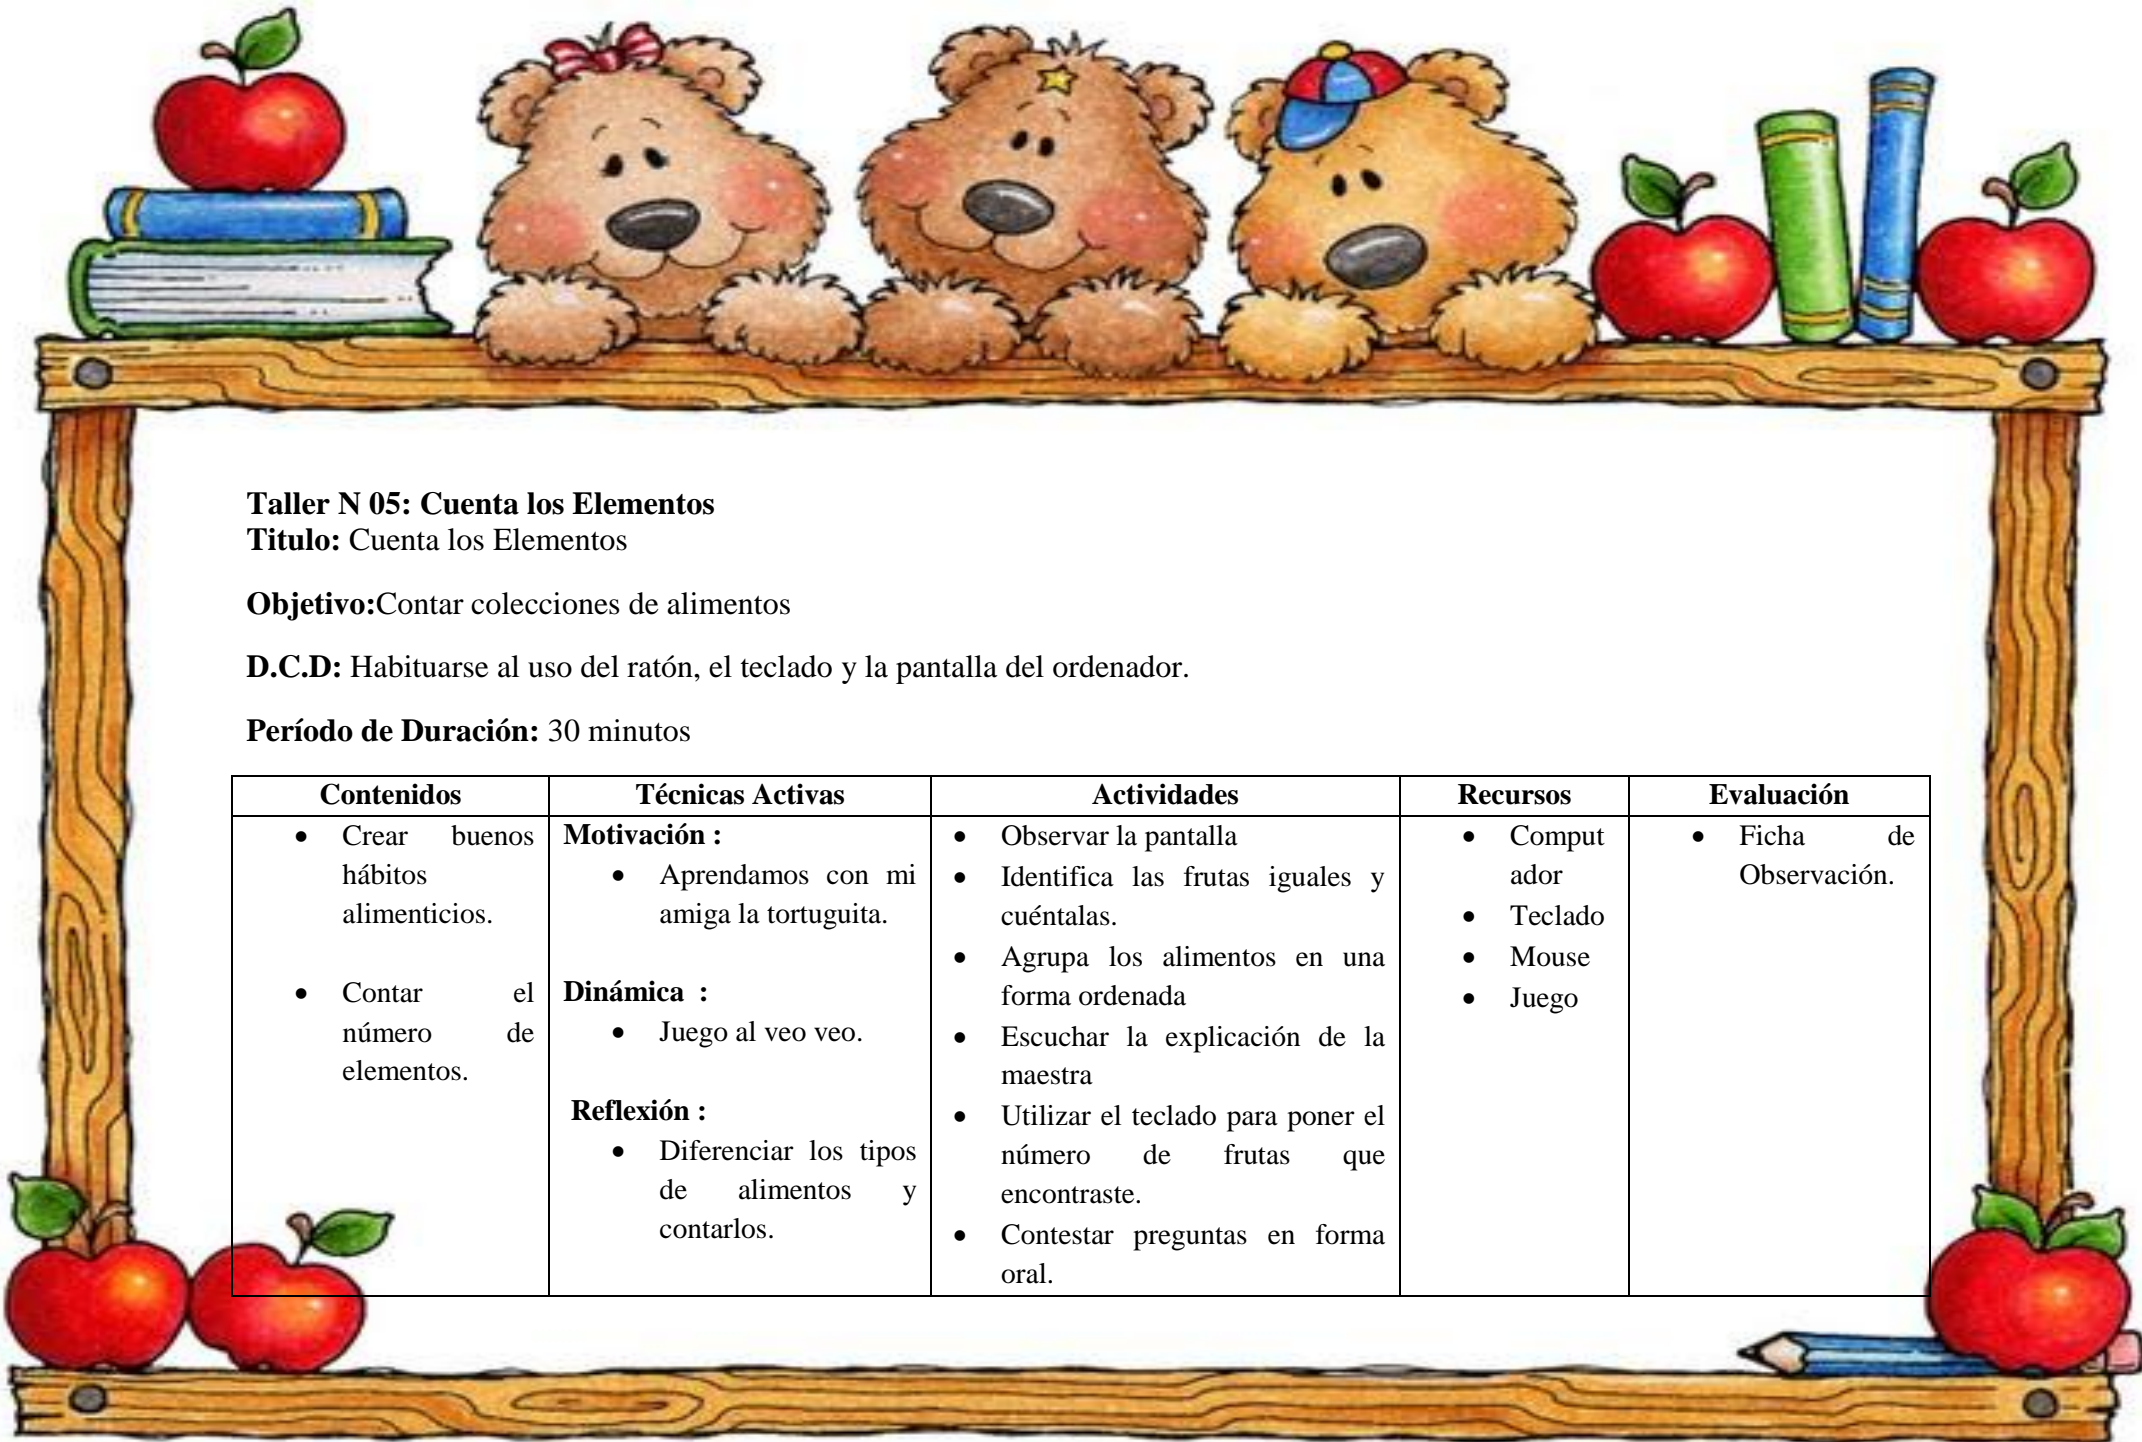 Taller N 05: Cuenta los Elementos
Titulo: Cuenta los Elementos
Objetivo:Contar colecciones de alimentos
D.C.D: Habituarse al uso del ratón, el teclado y la pantalla del ordenador.
Período de Duración: 30 minutos
Contenidos
Técnicas Activas
Actividades
Recursos
Evaluación
• Crear buenos
hábitos
alimenticios.
• Contar el
número de
elementos.
Motivación :
• Aprendamos con mi
amiga la tortuguita.
Dinámica :
• Juego al veo veo.
Reflexión :
• Diferenciar los tipos
de alimentos y
contarlos.
• Observar la pantalla
• Identifica las frutas iguales y
cuéntalas.
• Agrupa los alimentos en una
forma ordenada
• Escuchar la explicación de la
maestra
• Utilizar el teclado para poner el
número de frutas que
encontraste.
• Contestar preguntas en forma
oral.
• Comput
ador
• Teclado
• Mouse
• Juego
• Ficha de
Observación.